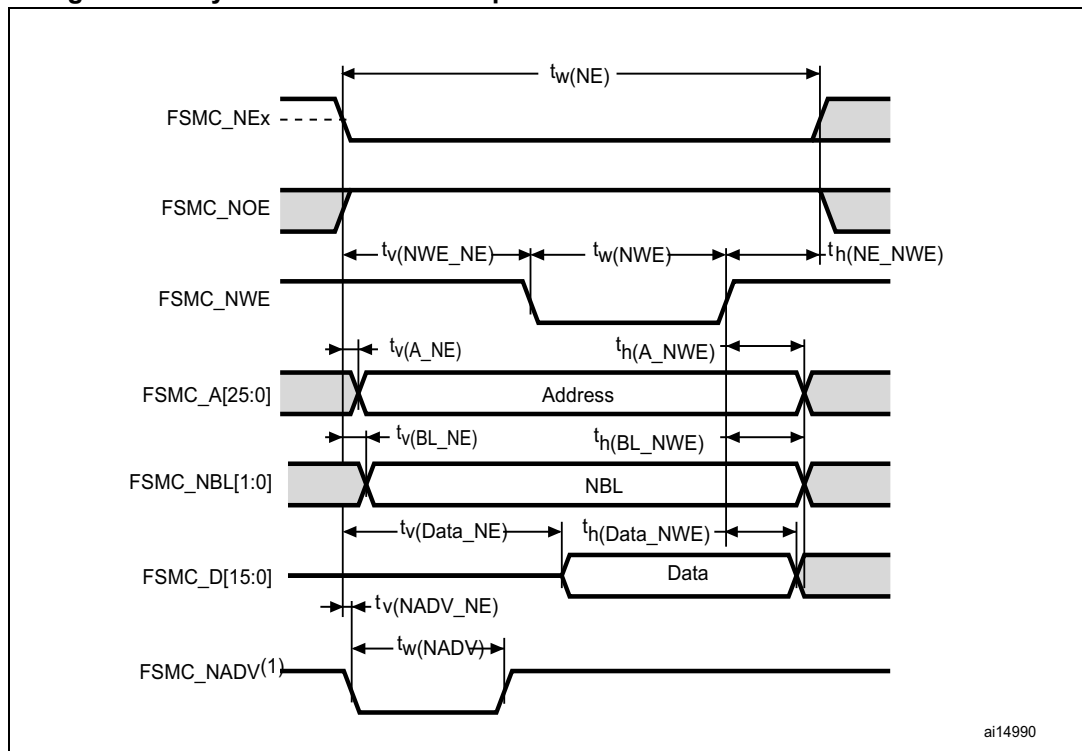 tw(NE)
FSMC_NEx
FSMC_NOE
tv(NWE_NE) tw(NWE) th(NE_NWE)
FSMC_NWE
tv(A_NE) th(A_NWE)
FSMC_A[25:0] Address
tv(BL_NE) th(BL_NWE)
FSMC_NBL[1:0] NBL
tv(Data_NE) th(Data_NWE)
FSMC_D[15:0] Data
tv(NADV_NE)
tw(NADV)
FSMC_NADV(1)
ai14990